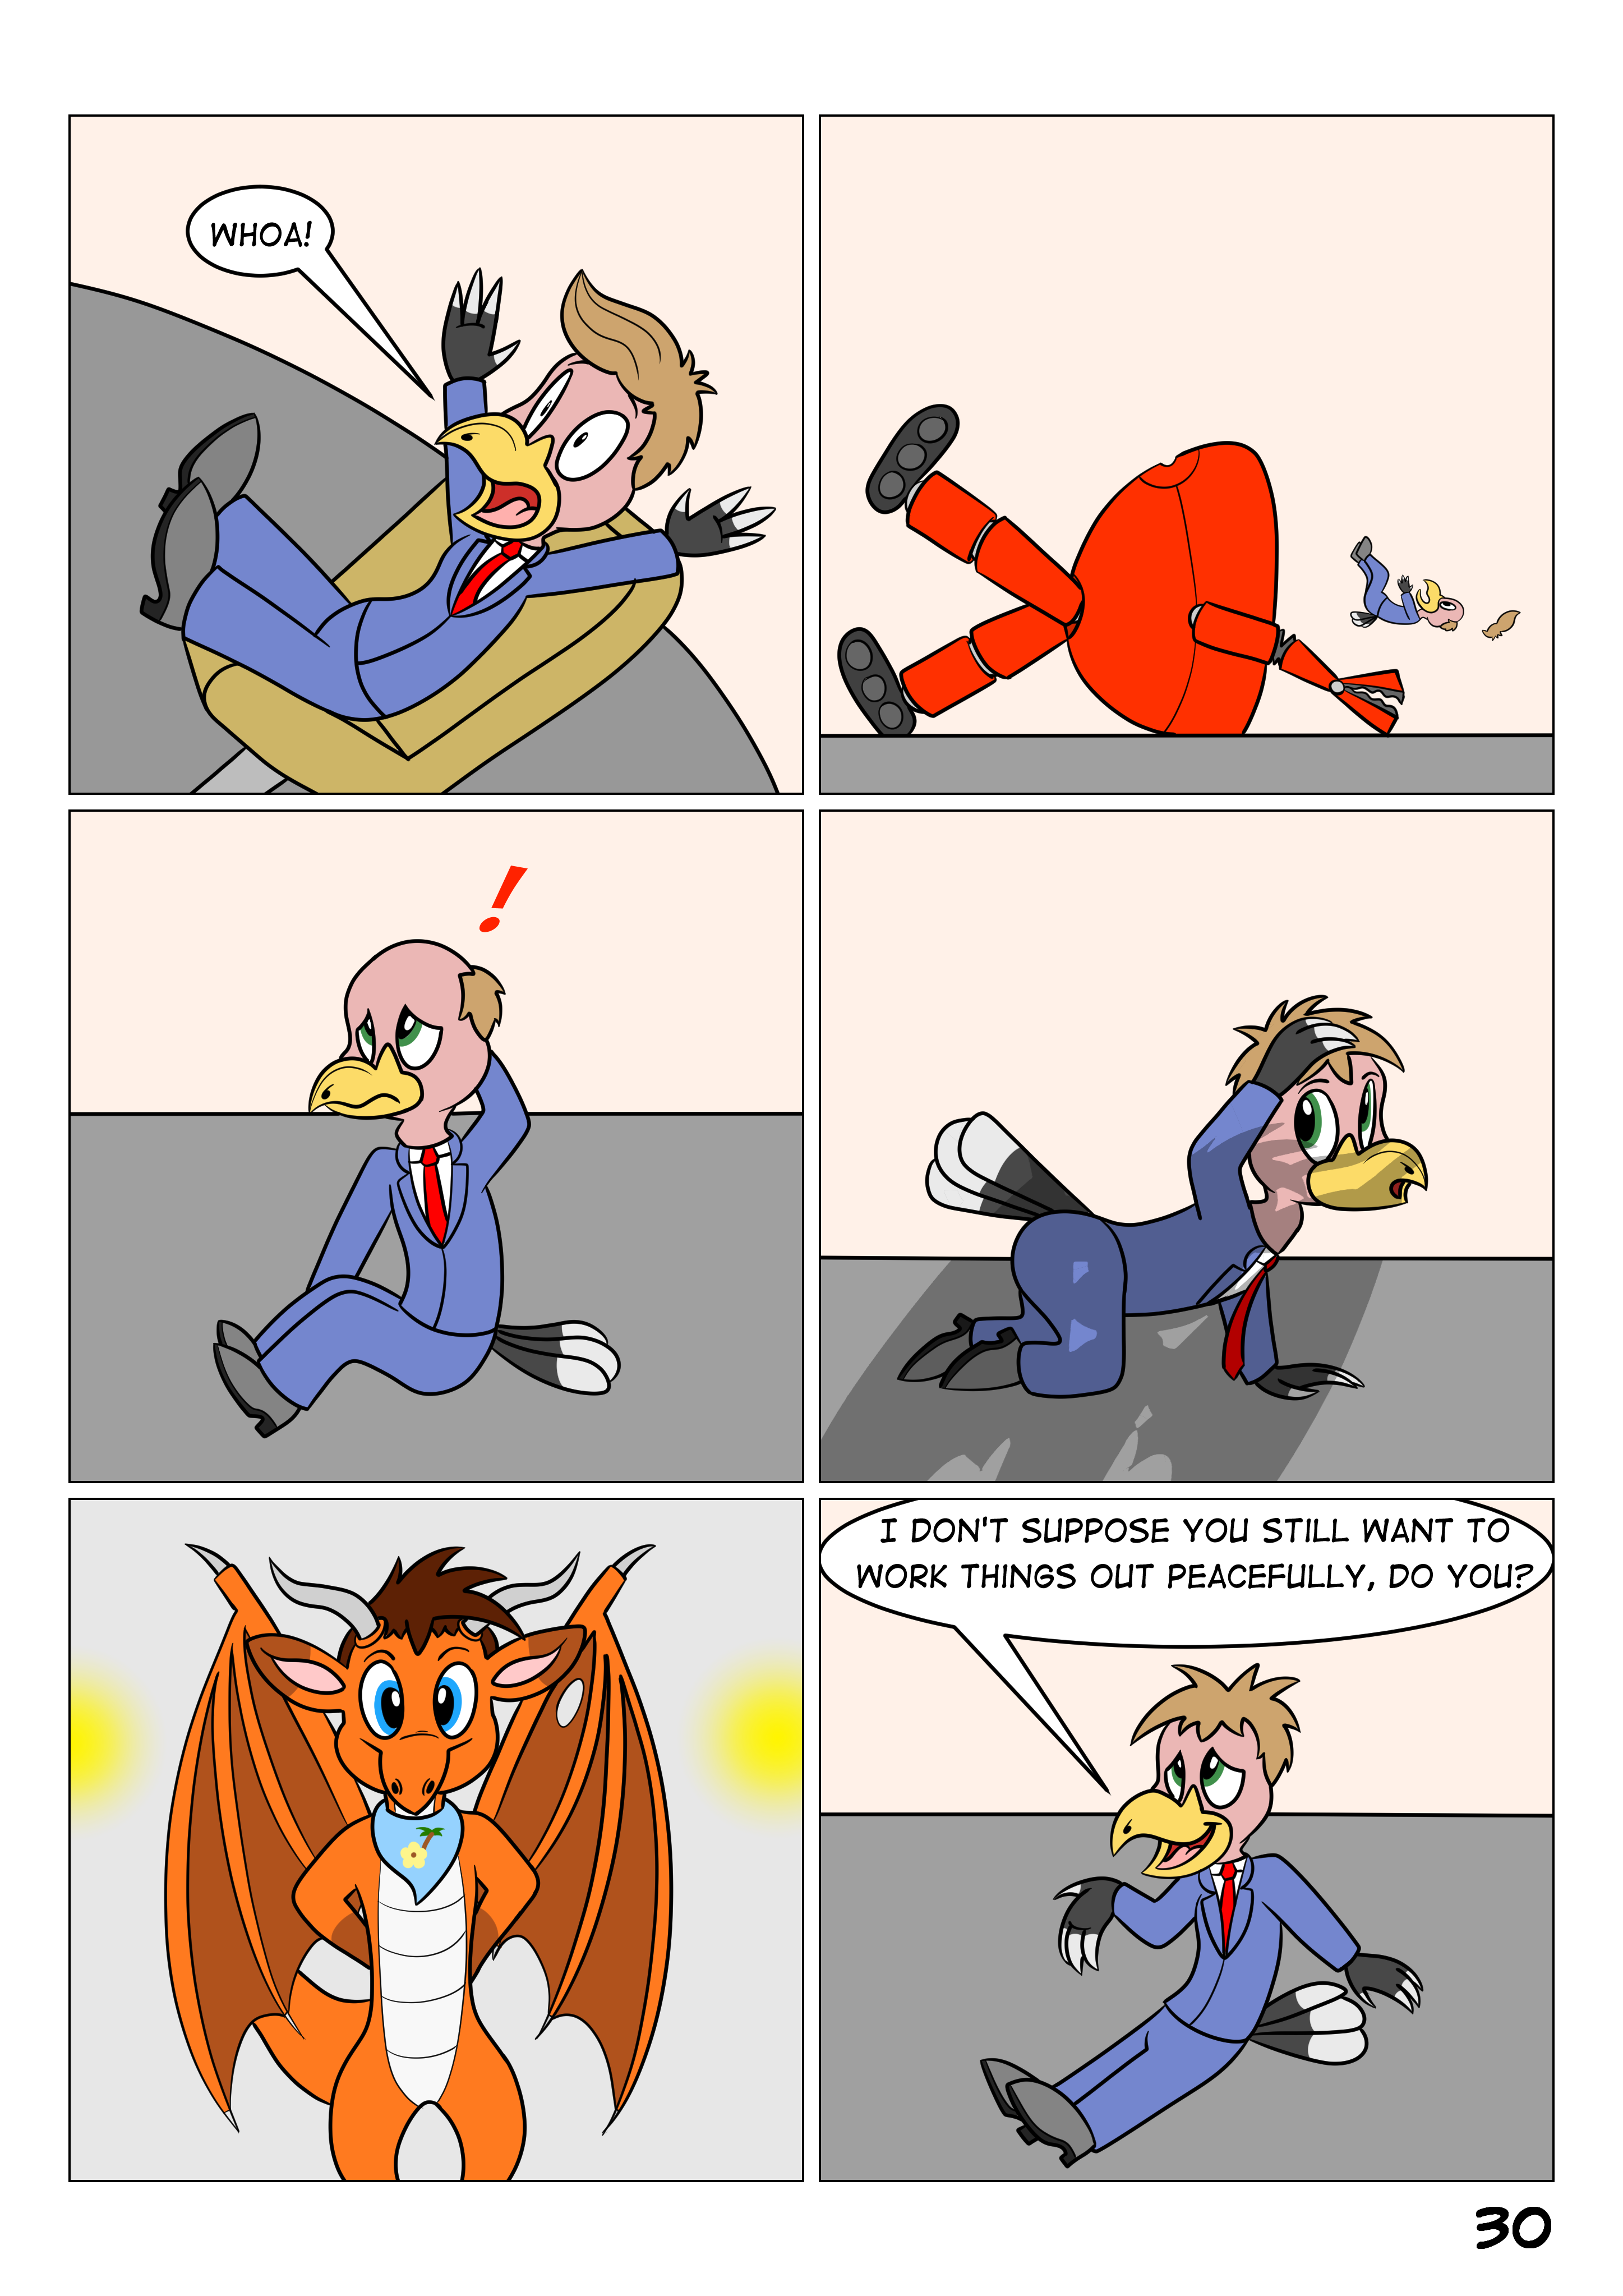 WHOA!
!
I DON'T SUPPOSE YOU STILL WANT TO
WORK THINGS OUT PEACEFULLY, DO YOU?
30